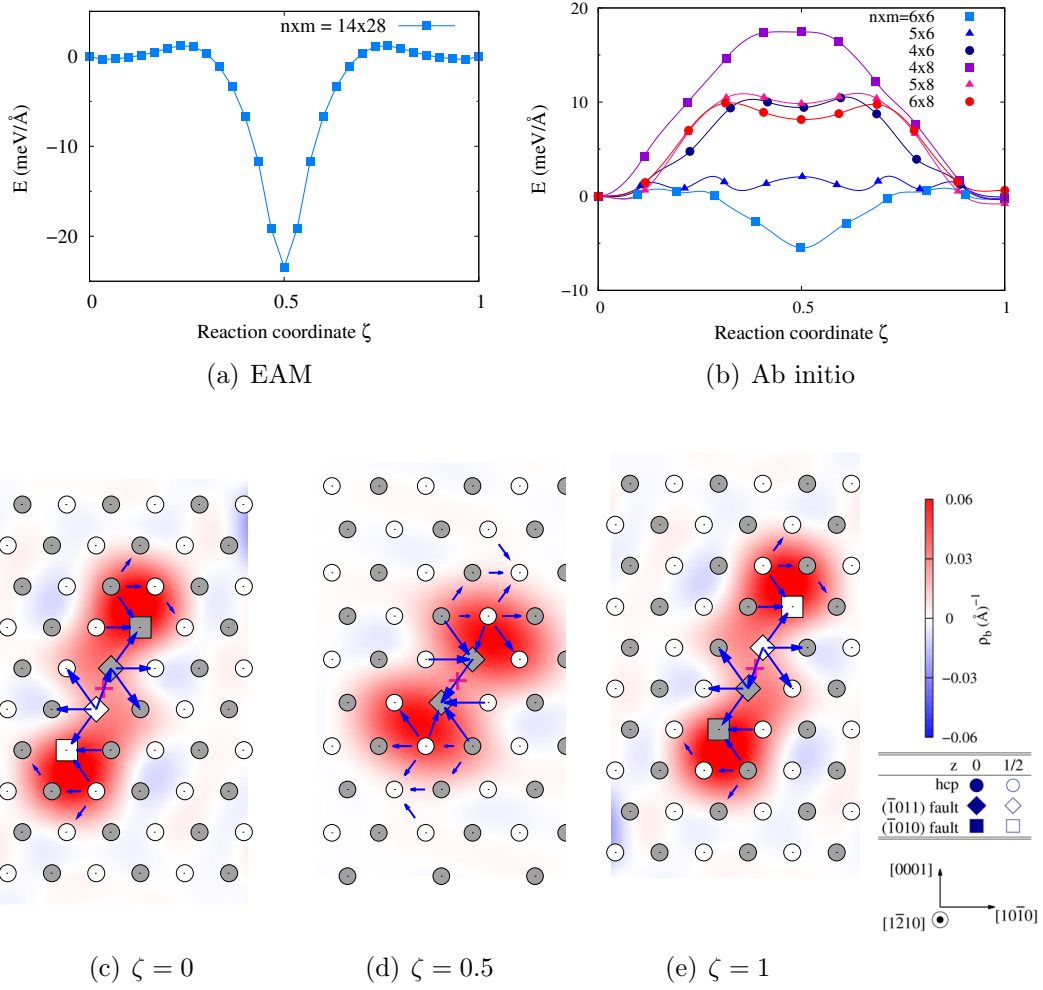 nxm = 14x28
E (meV/Å)
0
−10
−20
0
0.5
1
Reaction coordinate ζ
(a) EAM
nxm=6x6
5x6
4x6
4x8
5x8
6x8
E (meV/Å)
20
10
0
−10
0
0.5
1
Reaction coordinate ζ
(b) Ab initio
0.06
0.03
0
−0.03
−0.06
ρb (Å)⁻¹
z 0 1/2
hcp
(1̄011) fault
(1̄010) fault
[0001]
[101̄0]
[12̄10]
(c) ζ = 0
(d) ζ = 0.5
(e) ζ = 1